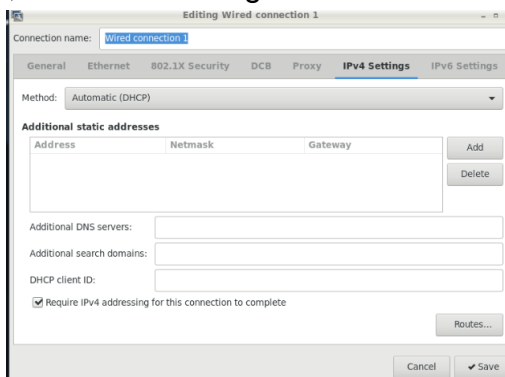 Editing Wired connection 1
Connection name: Wired connection 1
General Ethernet 802.1X Security DCB Proxy IPv4 Settings IPv6 Settings
Method: Automatic (DHCP)
Additional static addresses
Address Netmask Gateway
Add
Delete
Additional DNS servers:
Additional search domains:
DHCP client ID:
Require IPv4 addressing for this connection to complete
Routes...
Cancel Save